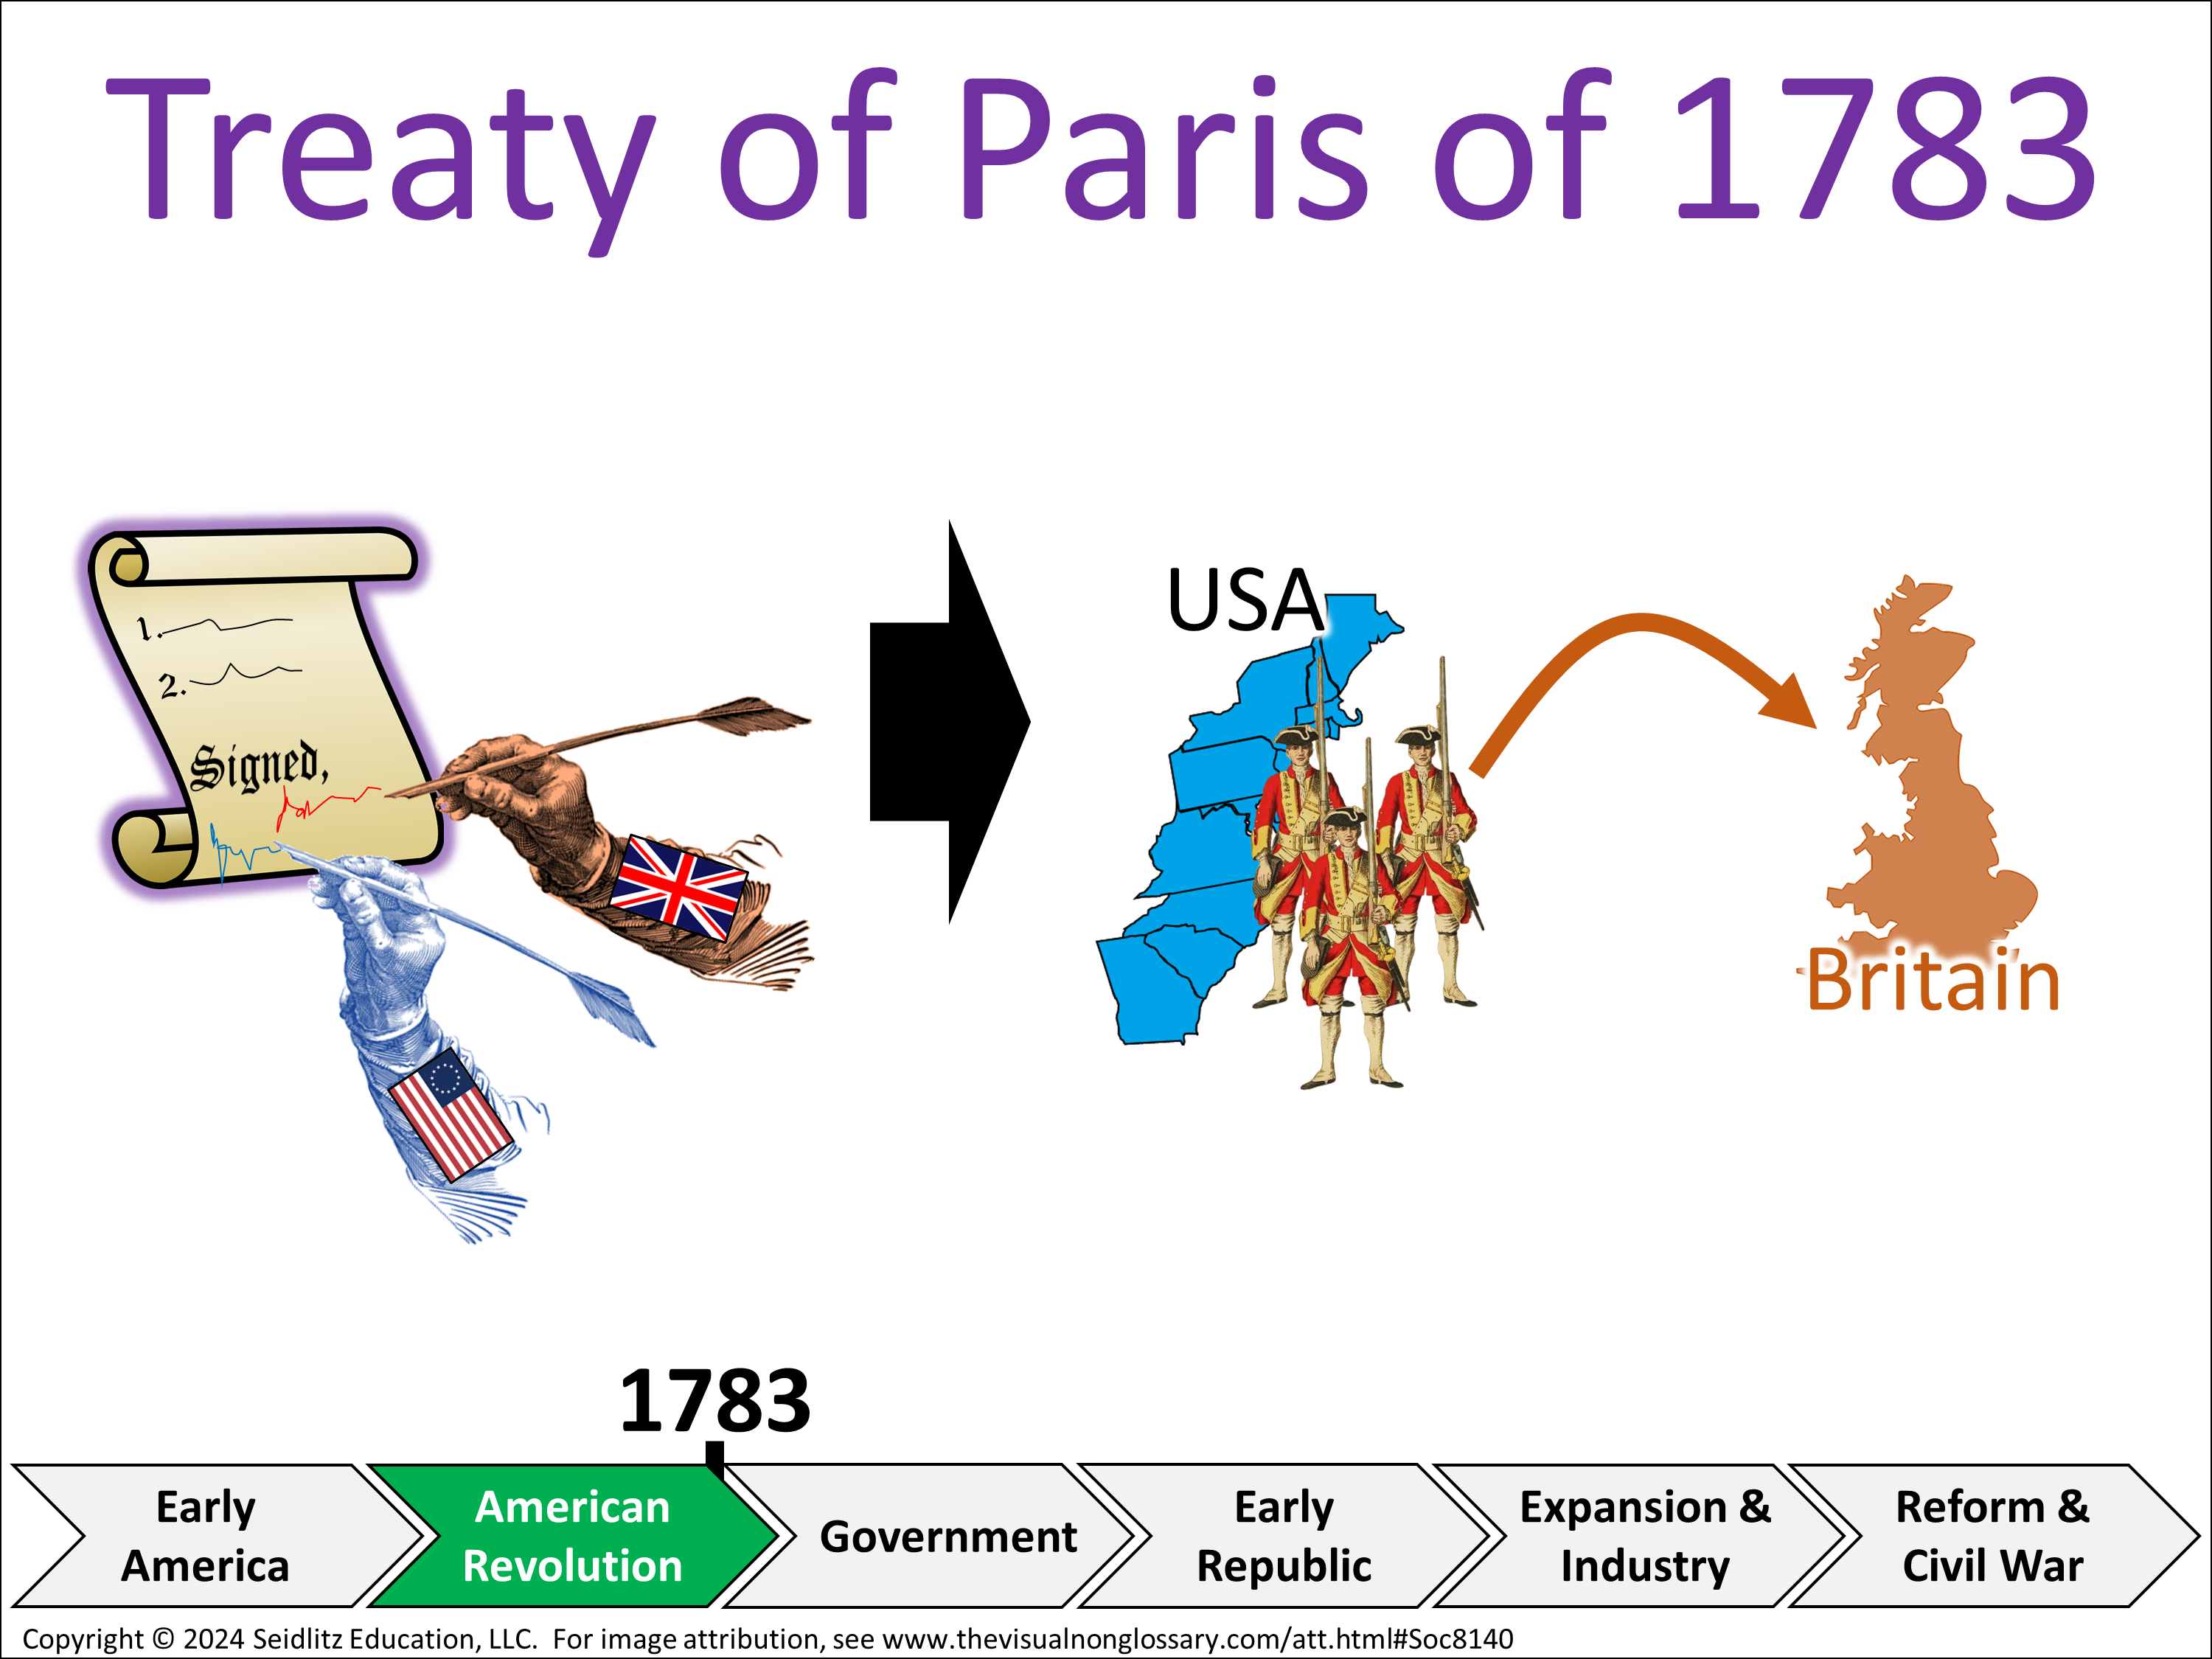 Treaty of Paris of 1783
1.
2.
Signed,
USA
Britain
1783
Early
America
American
Revolution
Government
Early
Republic
Expansion &
Industry
Reform &
Civil War
Copyright © 2024 Seidlitz Education, LLC.  For image attribution, see www.thevisualnonglossary.com/att.html#Soc8140